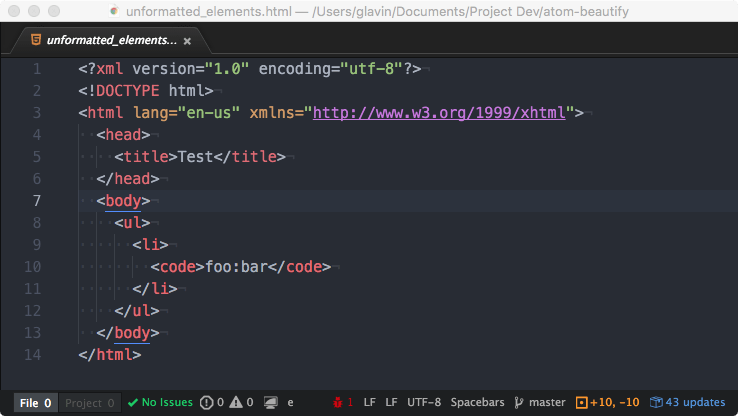 unformatted_elements.html — /Users/glavin/Documents/Project Dev/atom-beautify
unformatted_elements... ×
1 <?xml version="1.0" encoding="utf-8"?>¬
2 <!DOCTYPE html>¬
3 <html lang="en-us" xmlns="http://www.w3.org/1999/xhtml">¬
4 <head>¬
5 <title>Test</title>¬
6 </head>¬
7 <body>¬
8 <ul>¬
9 <li>¬
10 <code>foo:bar</code>¬
11 </li>¬
12 </ul>¬
13 </body>¬
14 </html>
File 0 Project 0 No Issues 0 0 e 1 LF LF UTF-8 Spacebars master +10, -10 43 updates